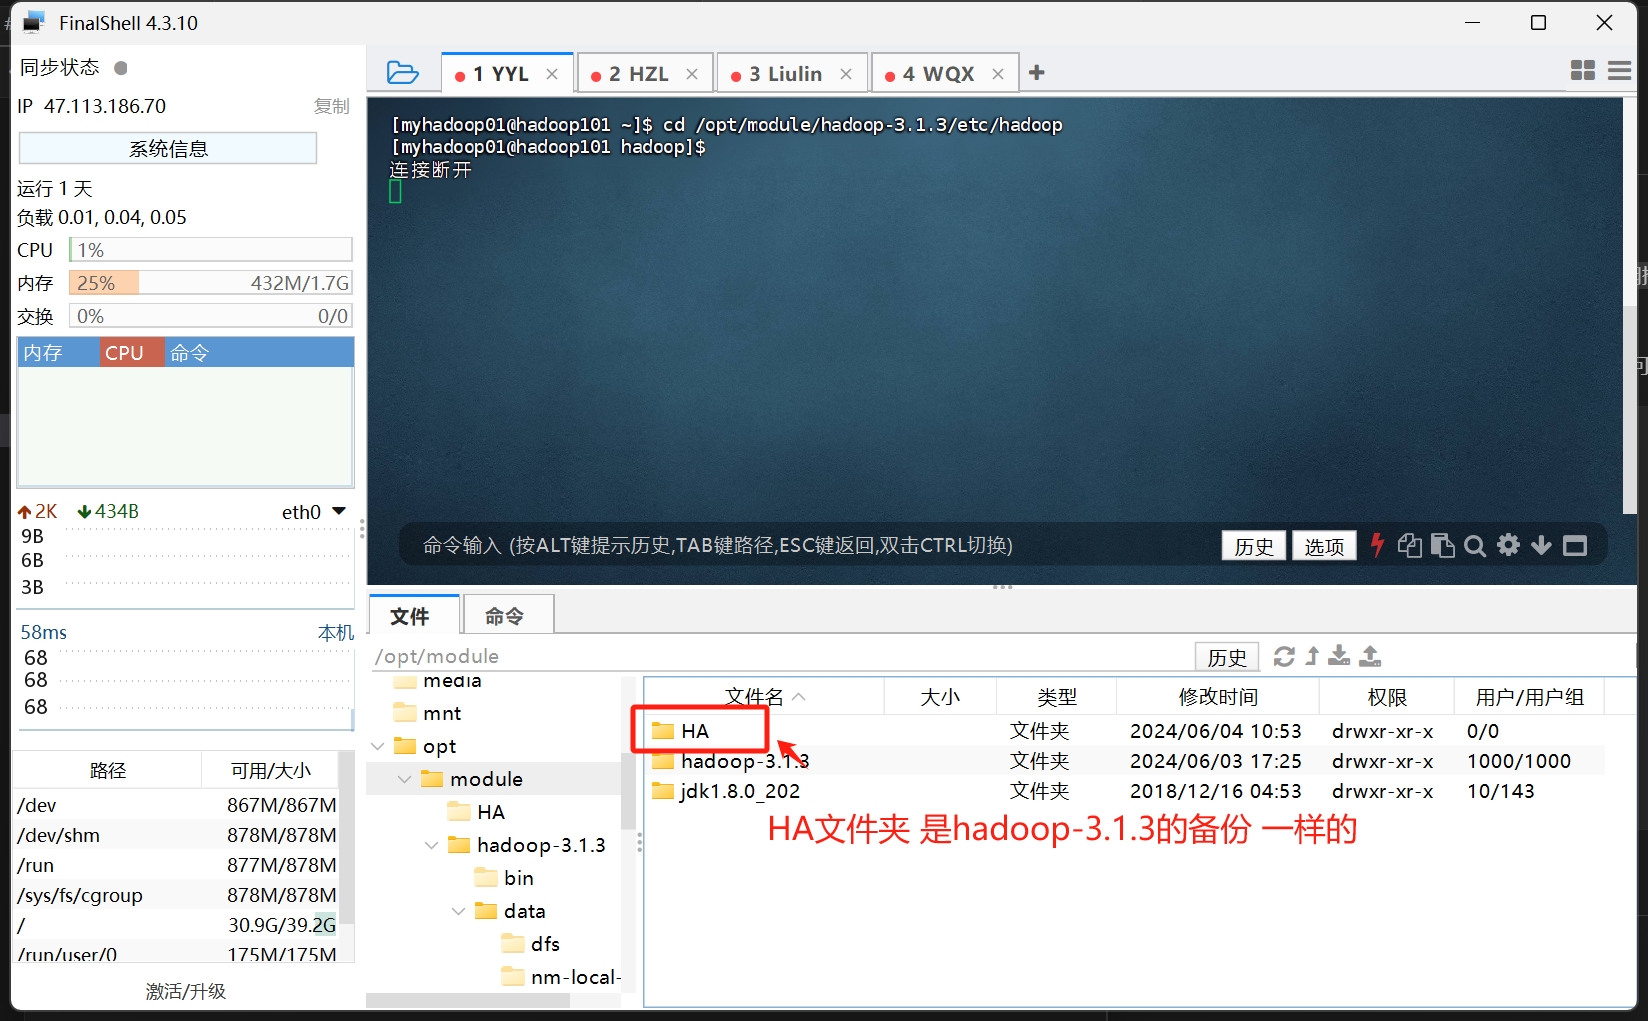 FinalShell 4.3.10
同步状态
IP 47.113.186.70
复制
系统信息
运行 1 天
负载 0.01, 0.04, 0.05
CPU 1%
内存 25% 432M/1.7G
交换 0% 0/0
内存 CPU 命令
2K 434B eth0
9B
6B
3B
58ms 本机
68
68
68
路径 可用/大小
/dev 867M/867M
/dev/shm 878M/878M
/run 877M/878M
/sys/fs/cgroup 878M/878M
/ 30.9G/39.2G
/run/user/0 175M/175M
激活/升级
1 YYL
2 HZL
3 Liulin
4 WQX
[myhadoop01@hadoop101 ~]$ cd /opt/module/hadoop-3.1.3/etc/hadoop
[myhadoop01@hadoop101 hadoop]$
连接断开
命令输入 (按ALT键提示历史,TAB键路径,ESC键返回,双击CTRL切换)
历史 选项
文件 命令
/opt/module
历史
media
mnt
opt
module
HA
hadoop-3.1.3
bin
data
dfs
nm-local-
文件名 大小 类型 修改时间 权限 用户/用户组
HA 文件夹 2024/06/04 10:53 drwxr-xr-x 0/0
hadoop-3.1.3 文件夹 2024/06/03 17:25 drwxr-xr-x 1000/1000
jdk1.8.0_202 文件夹 2018/12/16 04:53 drwxr-xr-x 10/143
HA文件夹 是hadoop-3.1.3的备份 一样的